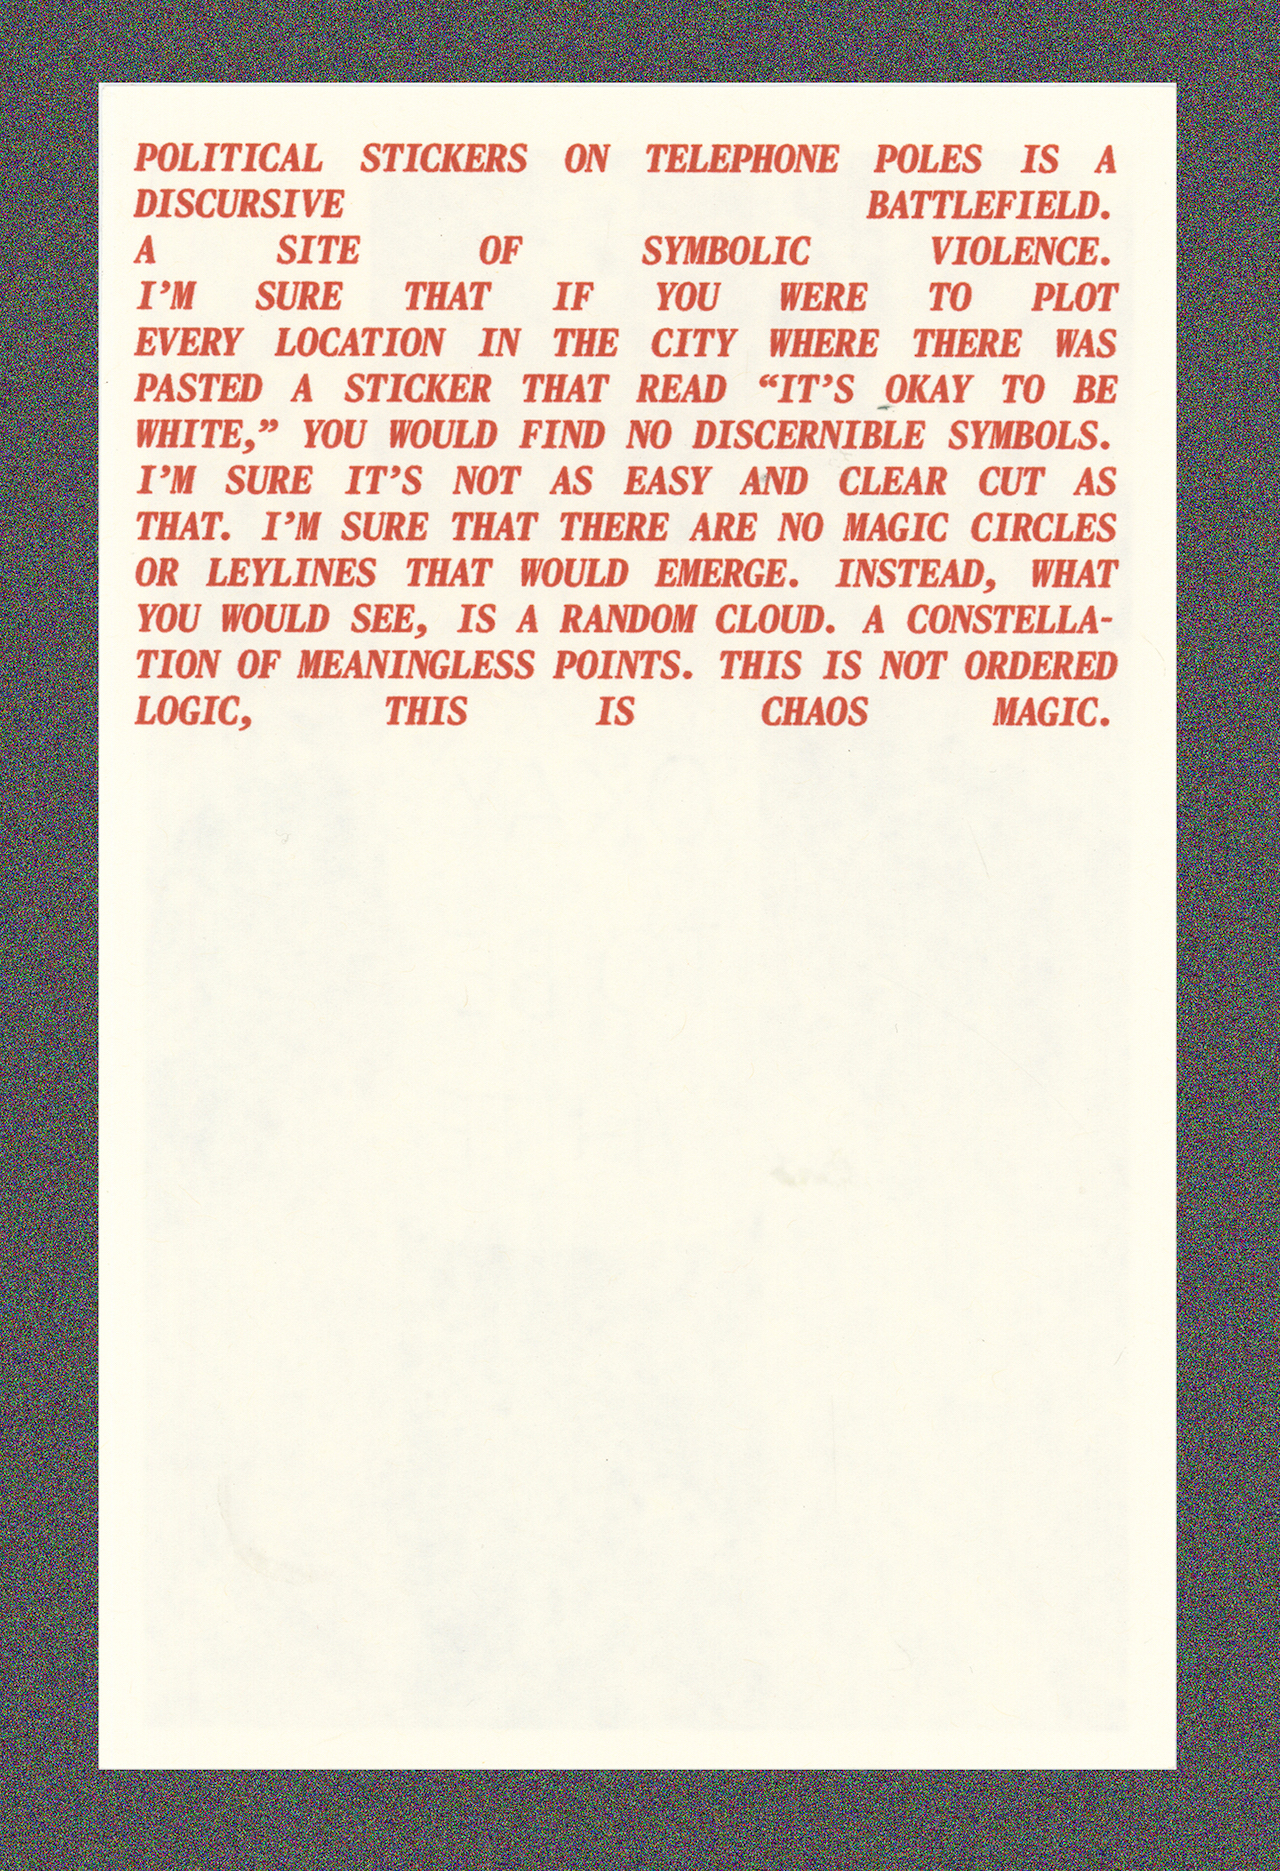 POLITICAL STICKERS ON TELEPHONE POLES IS A
DISCURSIVE BATTLEFIELD.
A SITE OF SYMBOLIC VIOLENCE.
I’M SURE THAT IF YOU WERE TO PLOT
EVERY LOCATION IN THE CITY WHERE THERE WAS
PASTED A STICKER THAT READ “IT’S OKAY TO BE
WHITE,” YOU WOULD FIND NO DISCERNIBLE SYMBOLS.
I’M SURE IT’S NOT AS EASY AND CLEAR CUT AS
THAT. I’M SURE THAT THERE ARE NO MAGIC CIRCLES
OR LEYLINES THAT WOULD EMERGE. INSTEAD, WHAT
YOU WOULD SEE, IS A RANDOM CLOUD. A CONSTELLA-
TION OF MEANINGLESS POINTS. THIS IS NOT ORDERED
LOGIC, THIS IS CHAOS MAGIC.